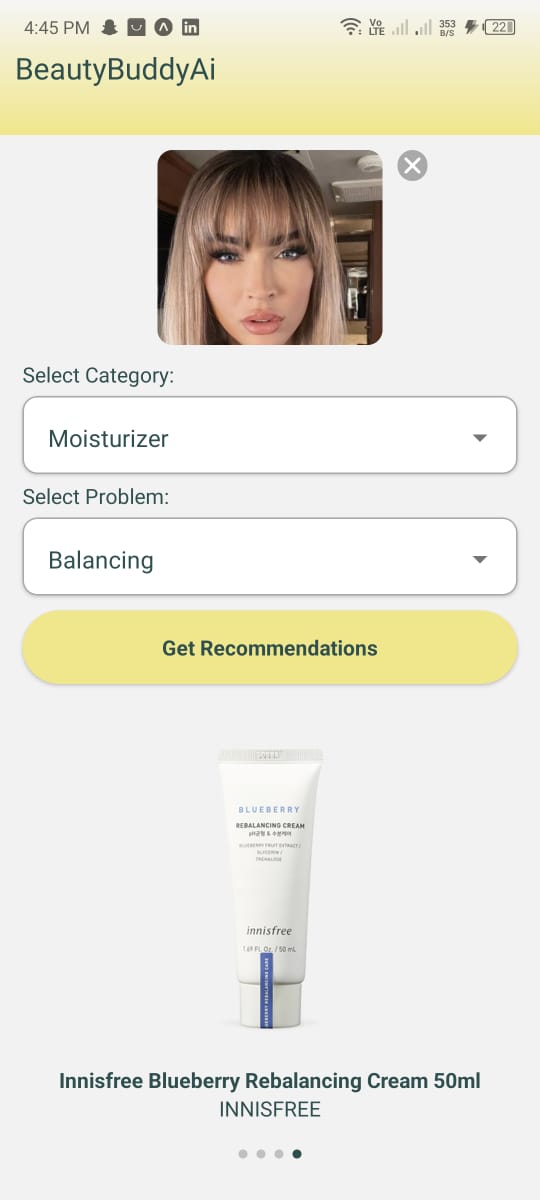 4:45 PM
Vo
LTE
353
B/S
22
BeautyBuddyAi
Select Category:
Moisturizer
Select Problem:
Balancing
Get Recommendations
BLUEBERRY
REBALANCING CREAM
pH균형 & 수분케어
BLUEBERRY FRUIT EXTRACT /
GLYCERIN /
TREHALOSE
innisfree
1.69 FL.Oz. / 50 mL
REBALANCING CARE
Innisfree Blueberry Rebalancing Cream 50ml
INNISFREE